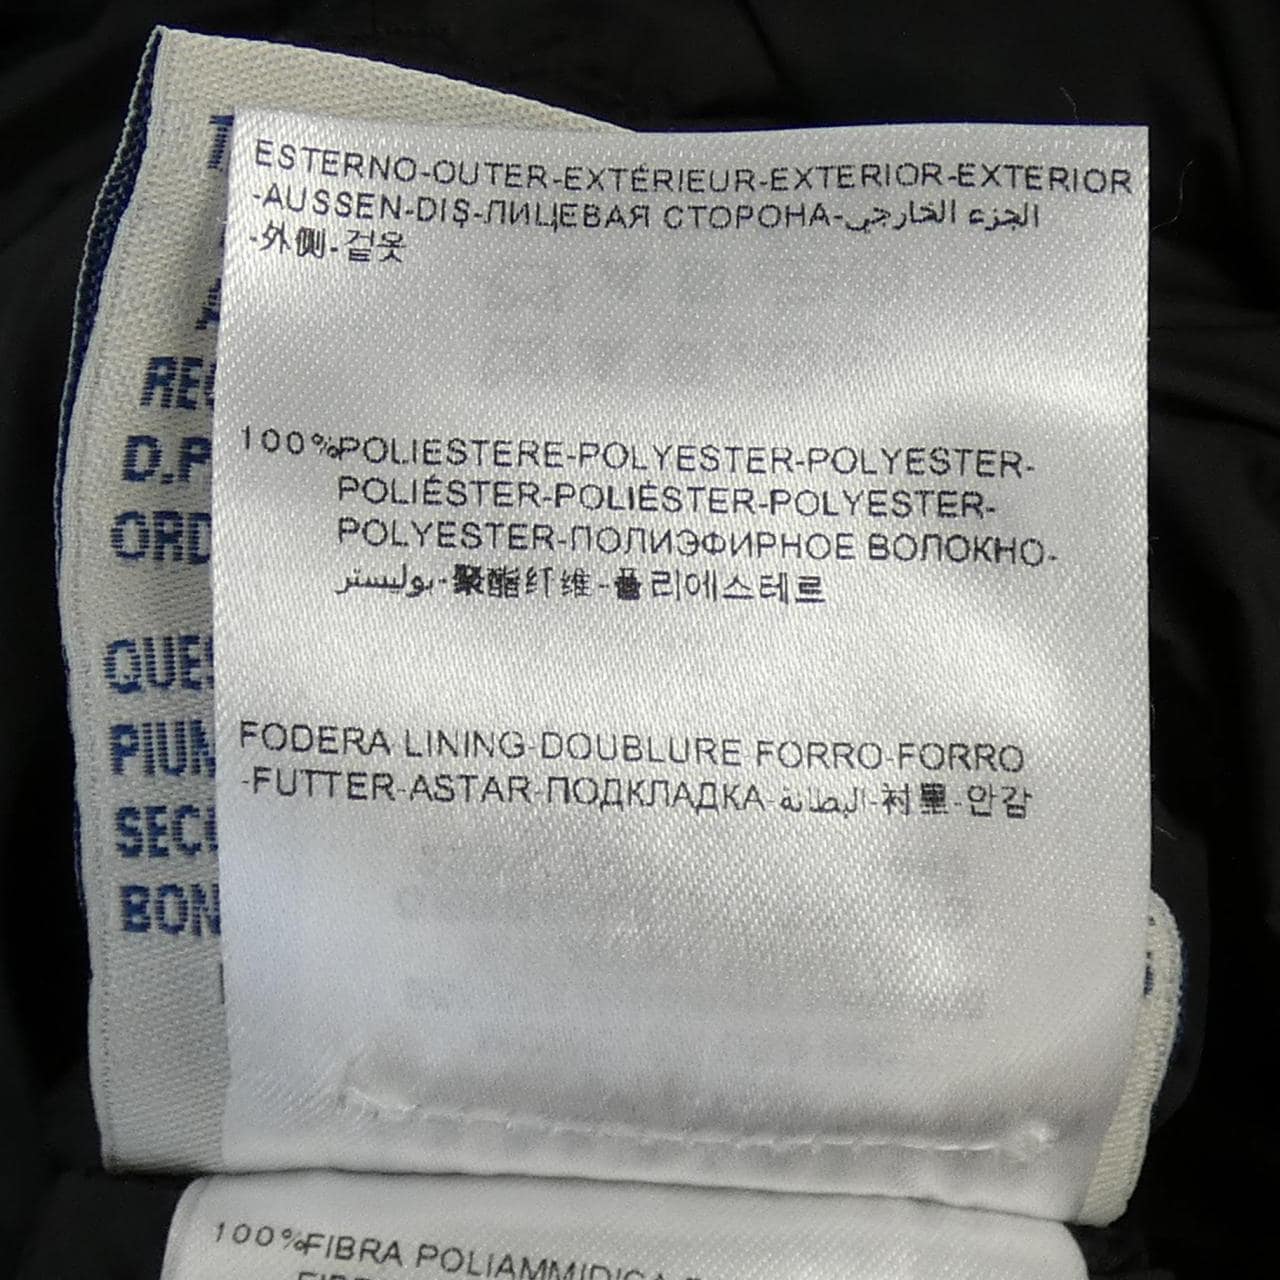 ESTERNO-OUTER-EXTÉRIEUR-EXTERIOR-EXTERIOR
-AUSSEN-DIŞ-ЛИЦЕВАЯ СТОРОНА-الجزء الخارجي
-外側-겉옷
100%POLIESTERE-POLYESTER-POLYESTER-
POLIÉSTER-POLIÉSTER-POLYESTER-
POLYESTER-ПОЛИЭФИРНОЕ ВОЛОКНО-
بوليستر-聚酯纤维-폴리에스테르
FODERA LINING-DOUBLURE FORRO-FORRO
-FUTTER-ASTAR-ПОДКЛАДКА-البطانة-衬里-안감
D.P
ORD
100%FIBRA POLIAMMIDICA